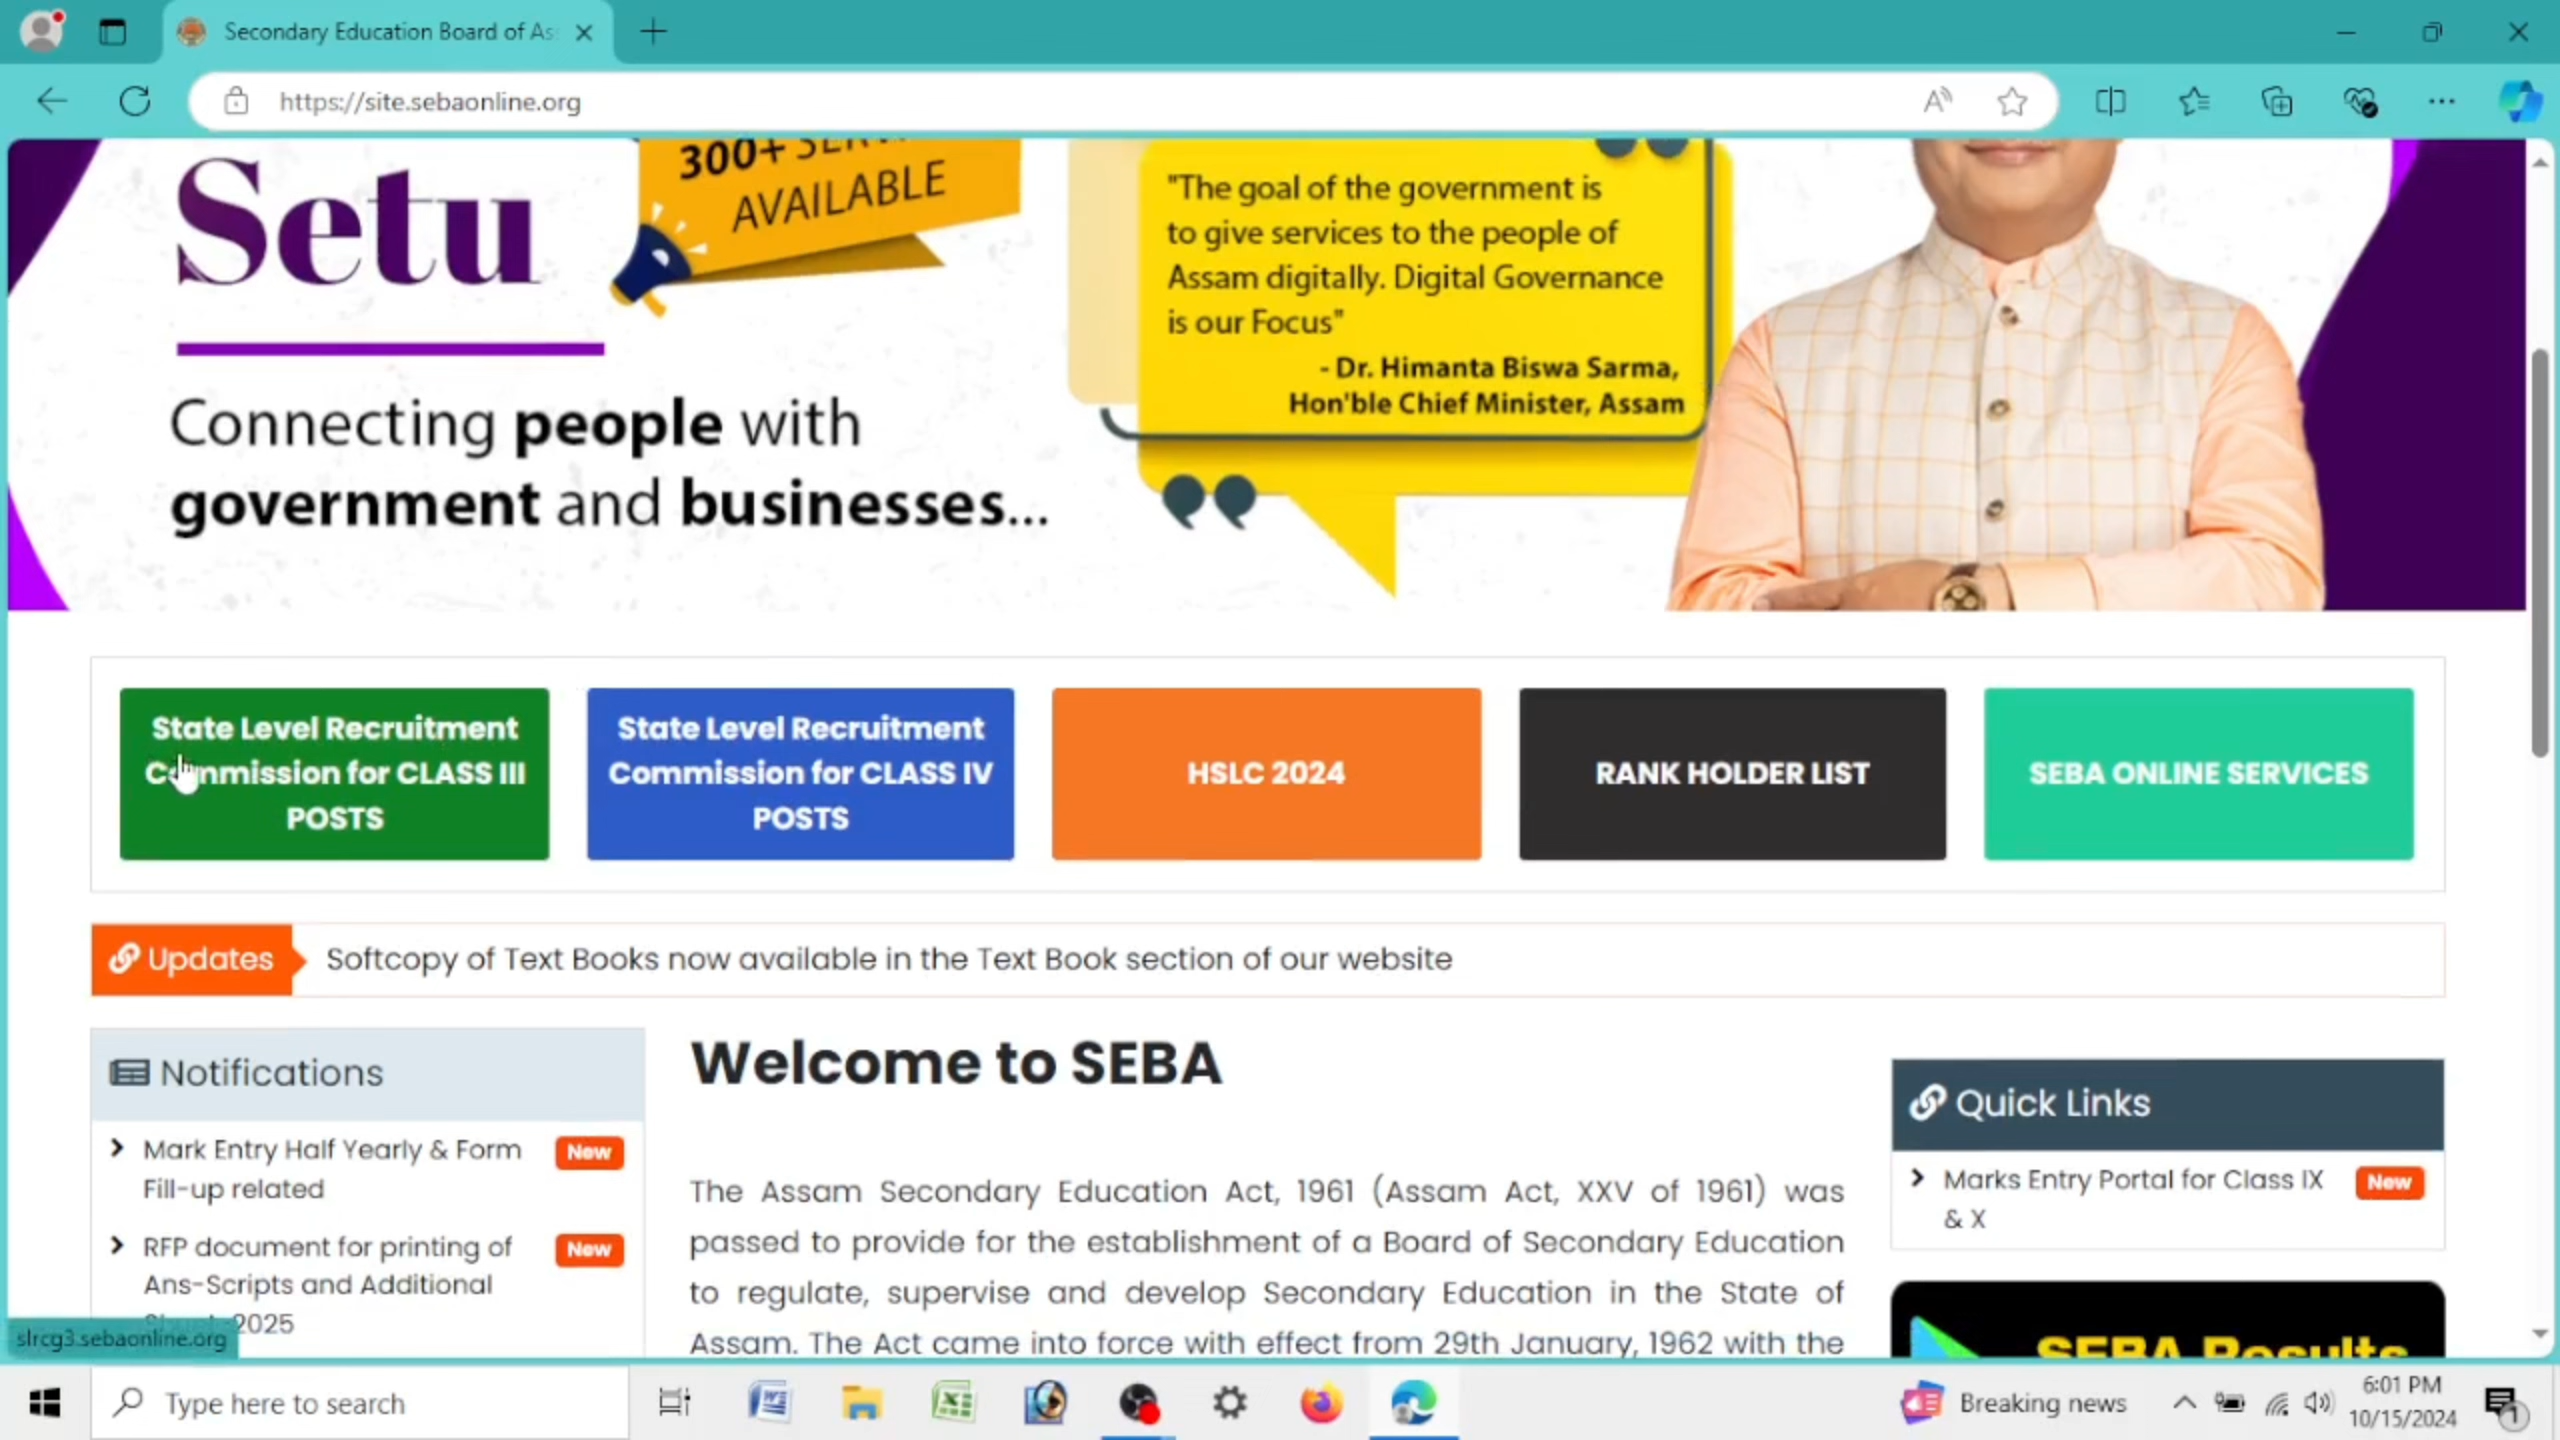 Secondary Education Board of As
https://site.sebaonline.org
Setu
300+
AVAILABLE
"The goal of the government is
to give services to the people of
Assam digitally. Digital Governance
is our Focus"
- Dr. Himanta Biswa Sarma,
Hon'ble Chief Minister, Assam
Connecting people with
government and businesses...
State Level Recruitment
Commission for CLASS III
POSTS
State Level Recruitment
Commission for CLASS IV
POSTS
HSLC 2024
RANK HOLDER LIST
SEBA ONLINE SERVICES
Updates
Softcopy of Text Books now available in the Text Book section of our website
Notifications
Mark Entry Half Yearly & Form New
Fill-up related
RFP document for printing of New
Ans-Scripts and Additional
2025
Welcome to SEBA
The Assam Secondary Education Act, 1961 (Assam Act, XXV of 1961) was
passed to provide for the establishment of a Board of Secondary Education
to regulate, supervise and develop Secondary Education in the State of
Assam. The Act came into force with effect from 29th January, 1962 with the
Quick Links
Marks Entry Portal for Class IX New
& X
SEBA Results
slrcg3.sebaonline.org
Type here to search
Breaking news
6:01 PM
10/15/2024
1